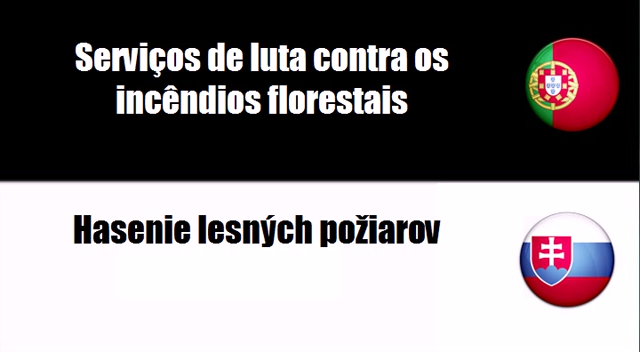 Serviços de luta contra os
incêndios florestais
Hasenie lesných požiarov